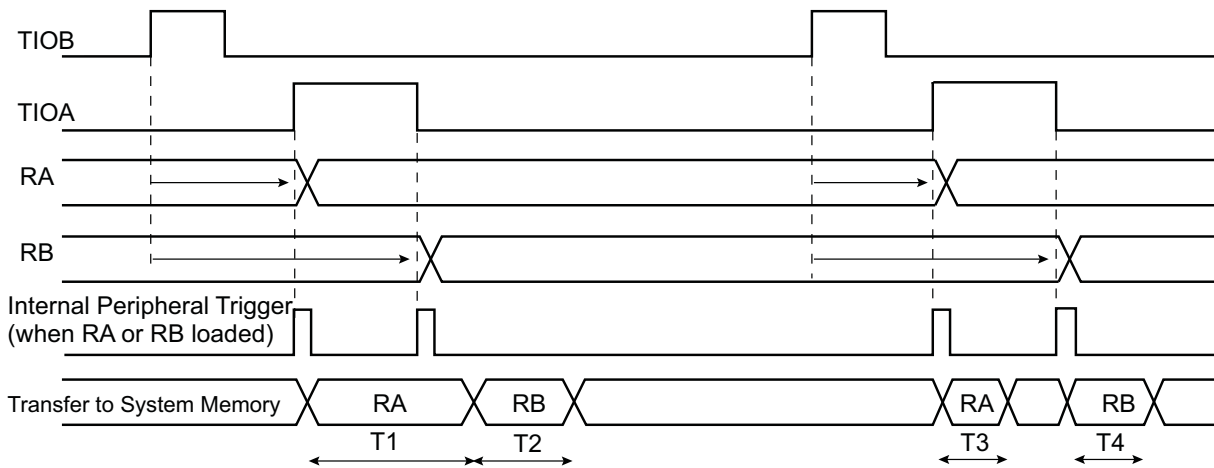 TIOB
TIOA
RA
RB
Internal Peripheral Trigger
(when RA or RB loaded)
Transfer to System Memory
RA
RB
RA
RB
T1
T2
T3
T4